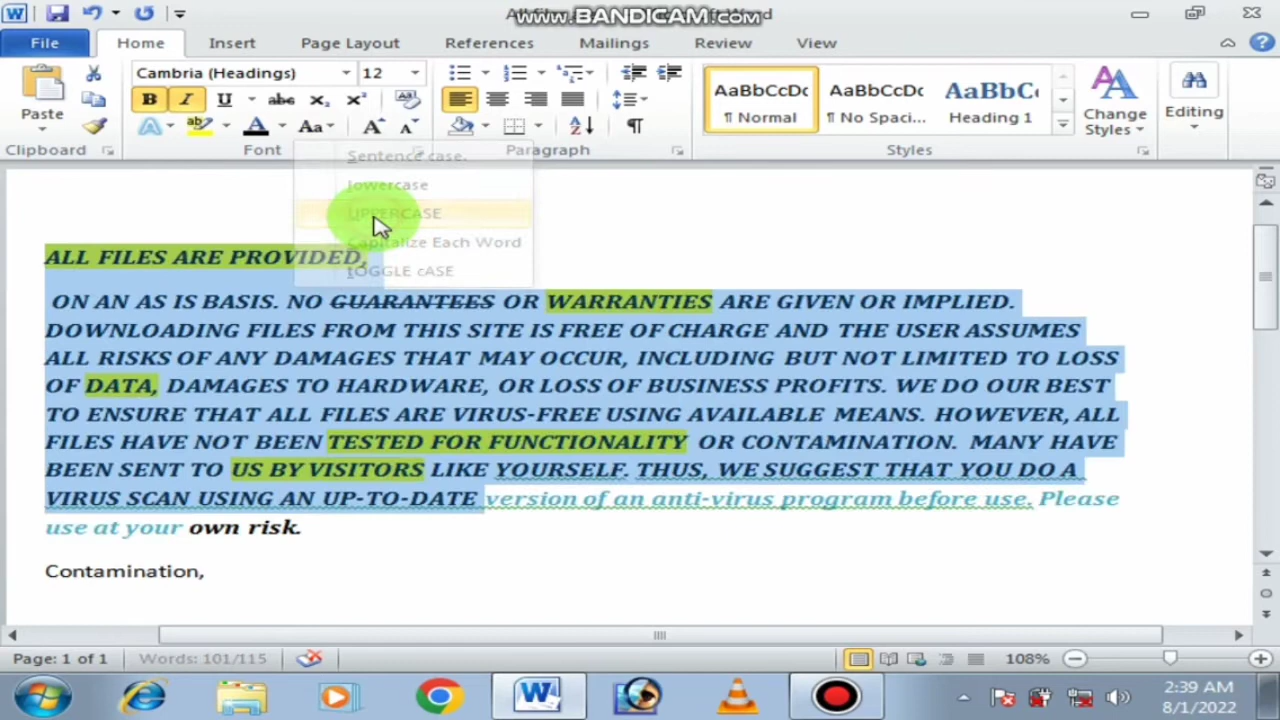 www.BANDICAM.com
File Home Insert Page Layout References Mailings Review View
Paste
Cambria (Headings) 12
B I U abc x₂ x²
A ab A Aa A A
AaBbCcDc AaBbCcDc AaBbC
¶ Normal ¶ No Spaci... Heading 1
Change Styles
Editing
Clipboard Font Paragraph Styles
Sentence case.
lowercase
UPPERCASE
Capitalize Each Word
tOGGLE cASE
ALL FILES ARE PROVIDED,
ON AN AS IS BASIS. NO GUARANTEES OR WARRANTIES ARE GIVEN OR IMPLIED.
DOWNLOADING FILES FROM THIS SITE IS FREE OF CHARGE AND THE USER ASSUMES
ALL RISKS OF ANY DAMAGES THAT MAY OCCUR, INCLUDING BUT NOT LIMITED TO LOSS
OF DATA, DAMAGES TO HARDWARE, OR LOSS OF BUSINESS PROFITS. WE DO OUR BEST
TO ENSURE THAT ALL FILES ARE VIRUS-FREE USING AVAILABLE MEANS. HOWEVER, ALL
FILES HAVE NOT BEEN TESTED FOR FUNCTIONALITY OR CONTAMINATION. MANY HAVE
BEEN SENT TO US BY VISITORS LIKE YOURSELF. THUS, WE SUGGEST THAT YOU DO A
VIRUS SCAN USING AN UP-TO-DATE version of an anti-virus program before use. Please
use at your own risk.
Contamination,
Page: 1 of 1 Words: 101/115 108%
2:39 AM
8/1/2022